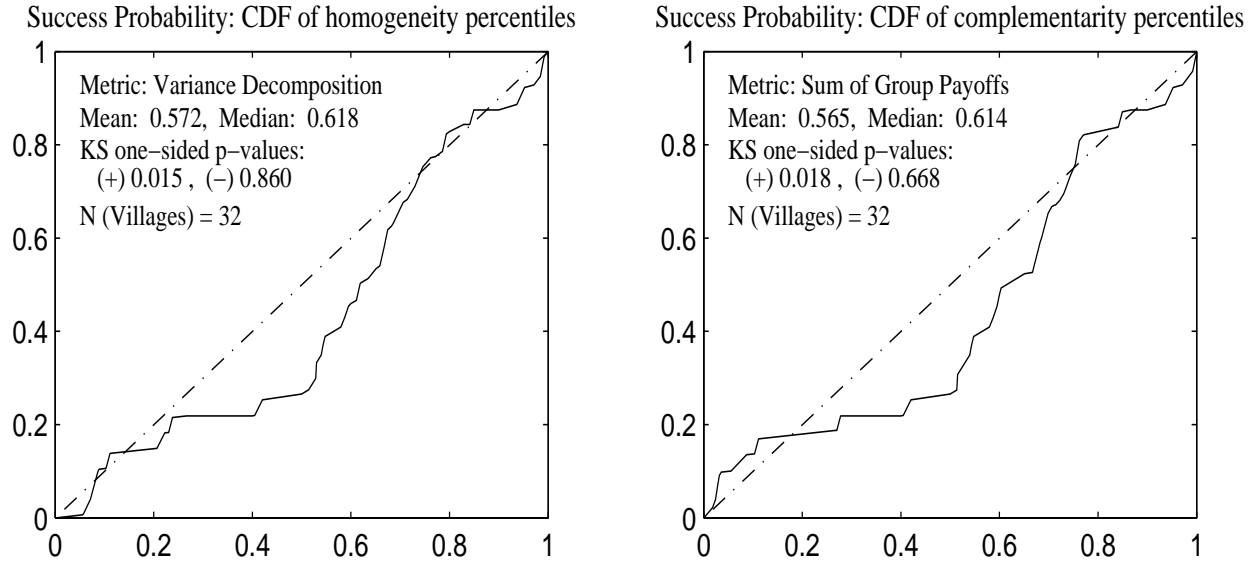 Success Probability: CDF of homogeneity percentiles
1
0.8
0.6
0.4
0.2
0
0 0.2 0.4 0.6 0.8 1
Metric: Variance Decomposition
Mean: 0.572, Median: 0.618
KS one−sided p−values:
(+) 0.015 , (−) 0.860
N (Villages) = 32
Success Probability: CDF of complementarity percentiles
1
0.8
0.6
0.4
0.2
0
0 0.2 0.4 0.6 0.8 1
Metric: Sum of Group Payoffs
Mean: 0.565, Median: 0.614
KS one−sided p−values:
(+) 0.018 , (−) 0.668
N (Villages) = 32